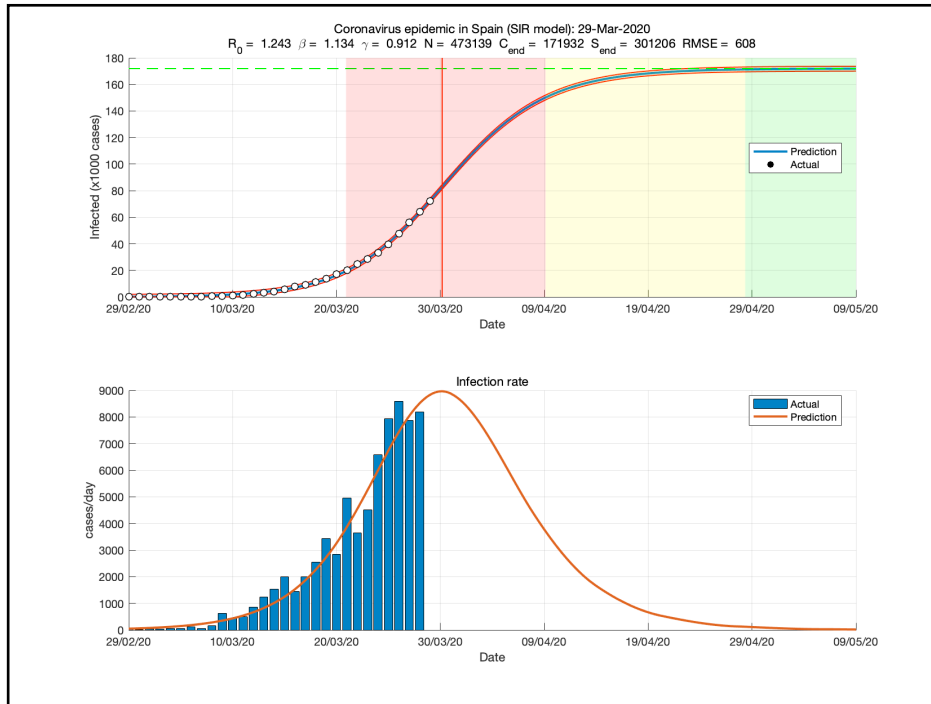 Coronavirus epidemic in Spain (SIR model): 29-Mar-2020
R0 = 1.243 β = 1.134 γ = 0.912 N = 473139 Cend = 171932 Send = 301206 RMSE = 608
180
160
140
120
100
80
60
40
20
0
Infected (x1000 cases)
Prediction
Actual
29/02/20 10/03/20 20/03/20 30/03/20 09/04/20 19/04/20 29/04/20 09/05/20
Date
Infection rate
9000
8000
7000
6000
5000
4000
3000
2000
1000
0
cases/day
Actual
Prediction
29/02/20 10/03/20 20/03/20 30/03/20 09/04/20 19/04/20 29/04/20 09/05/20
Date